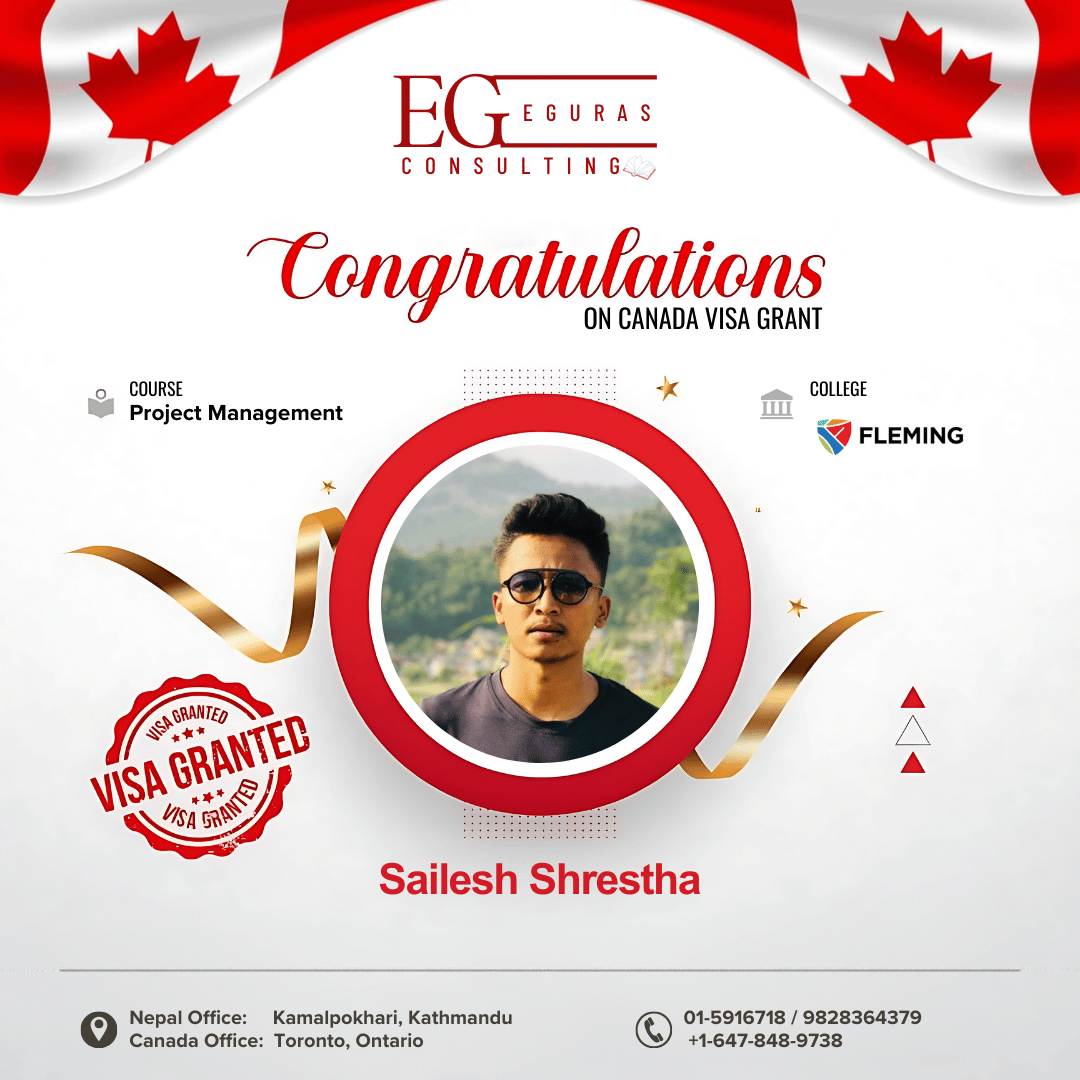 EG EGURAS
CONSULTING
Congratulations
ON CANADA VISA GRANT
COURSE
Project Management
COLLEGE
FLEMING
VISA GRANTED
VISA GRANTED
VISA GRANTED
Sailesh Shrestha
Nepal Office: Kamalpokhari, Kathmandu
Canada Office: Toronto, Ontario
01-5916718 / 9828364379
+1-647-848-9738